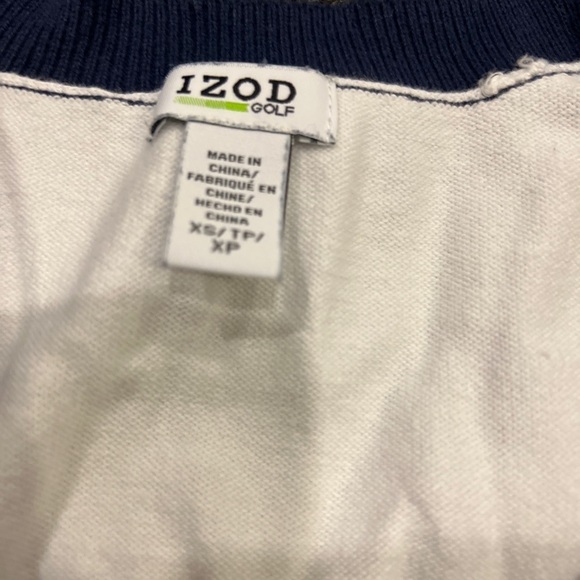 IZOD
GOLF
MADE IN
CHINA/
FABRIQUÉ EN
CHINE/
HECHO EN
CHINA
XS/TP/
XP